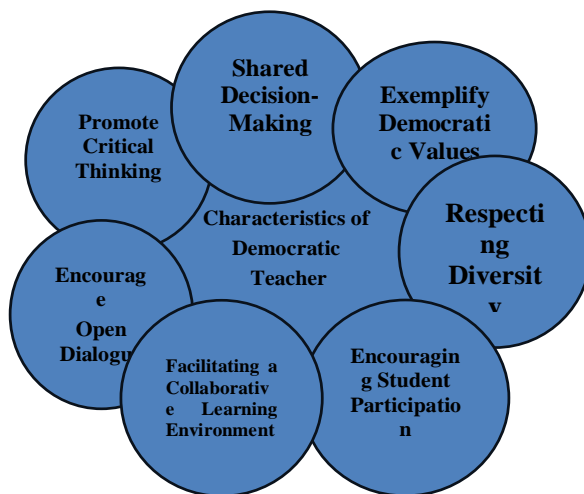 Shared
Decision-
Making
Exemplify
Democrati
c Values
Promote
Critical
Thinking
Characteristics of
Democratic
Teacher
Respecti
ng
Diversit
y
Encourag
e
Open
Dialogu
Facilitating a
Collaborativ
e Learning
Environment
Encouragin
g Student
Participatio
n